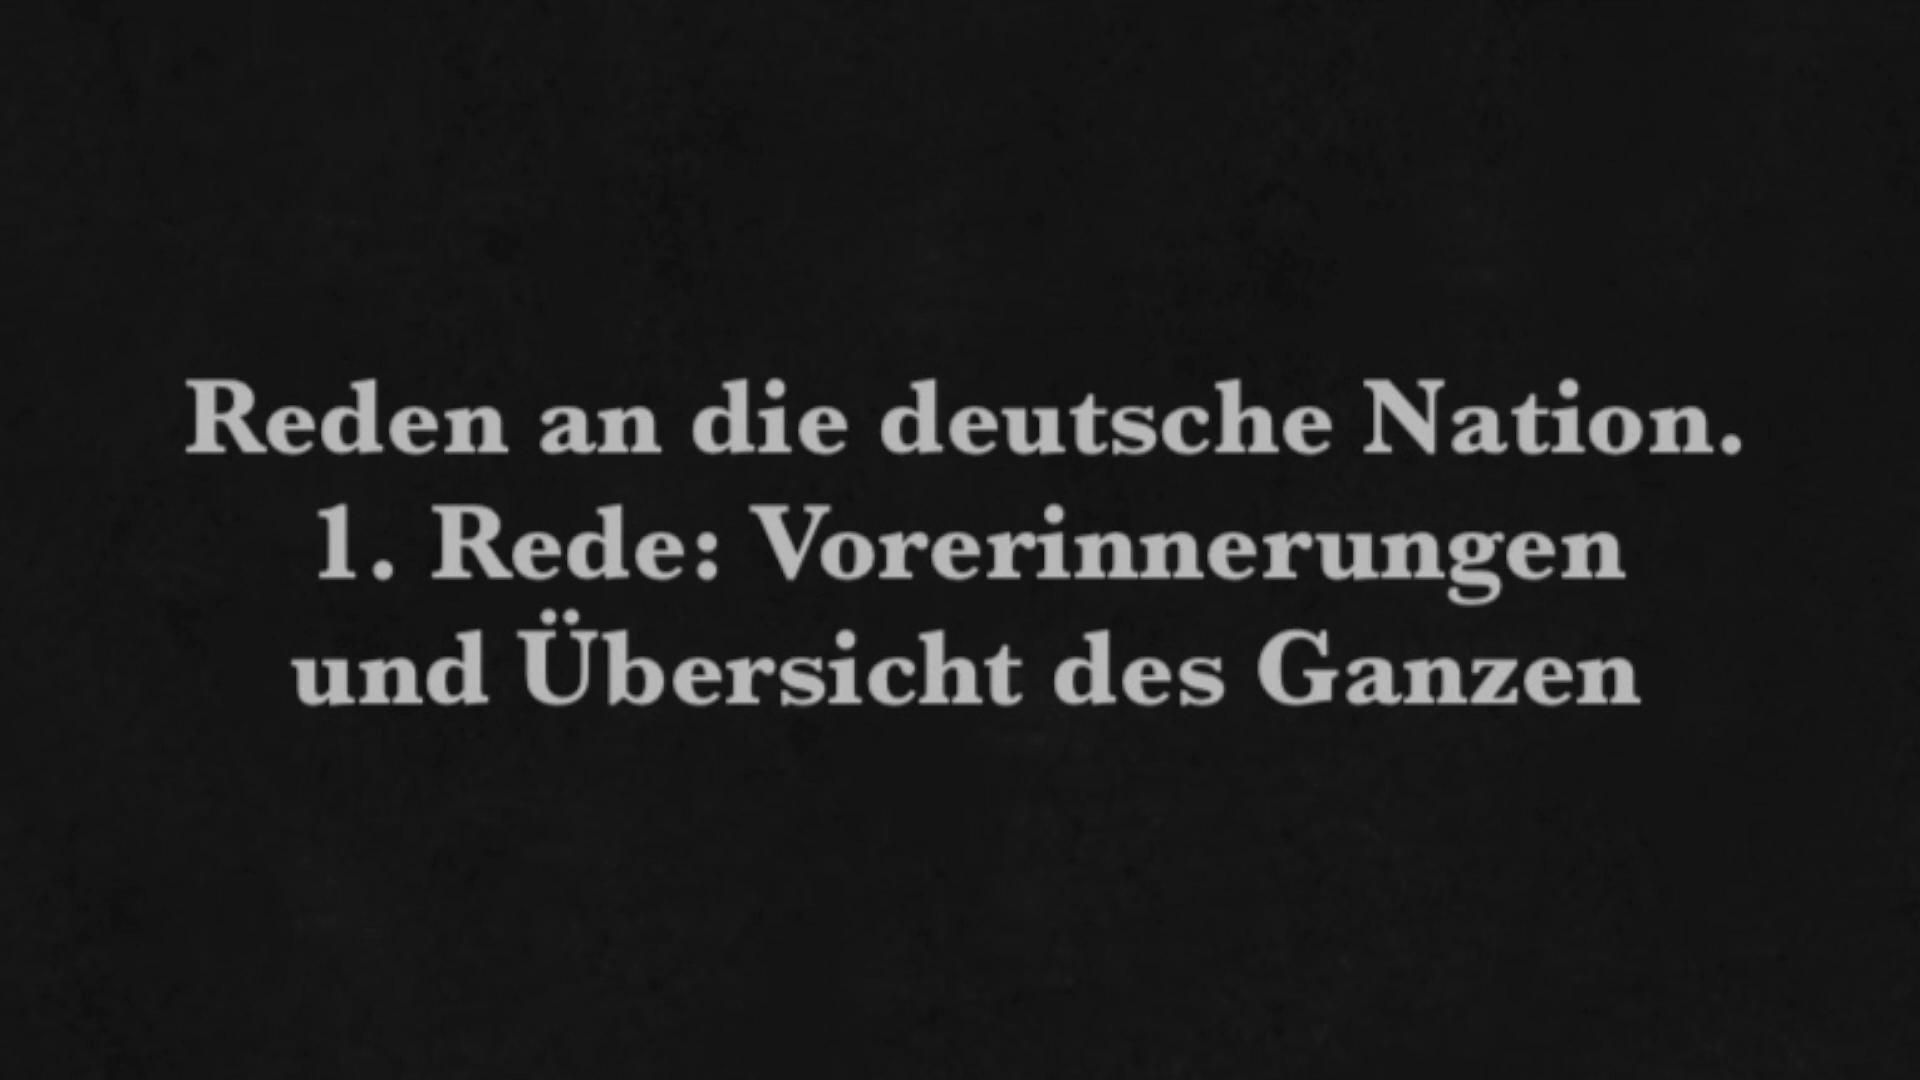 Reden an die deutsche Nation.
1. Rede: Vorerinnerungen
und Übersicht des Ganzen